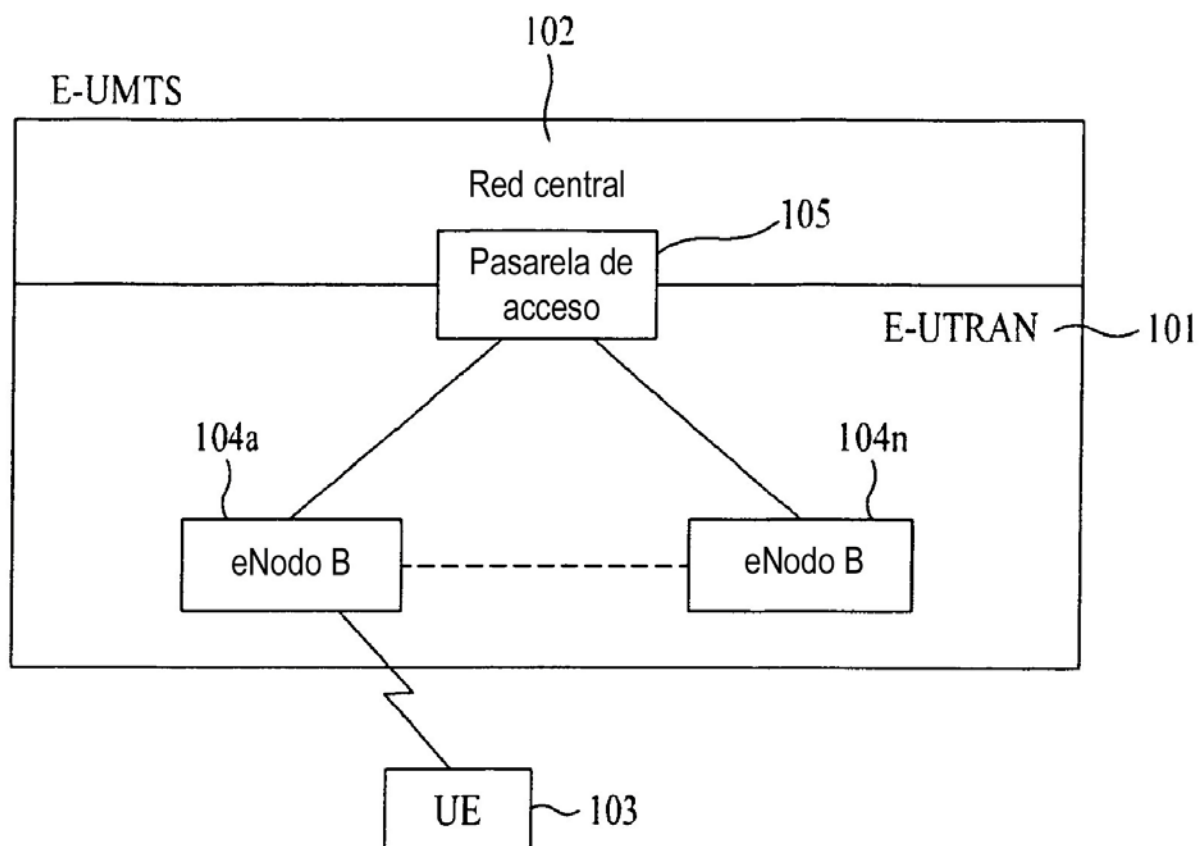 102
E-UMTS
Red central
105
Pasarela de
acceso
E-UTRAN
101
104a
104n
eNodo B
eNodo B
UE
103